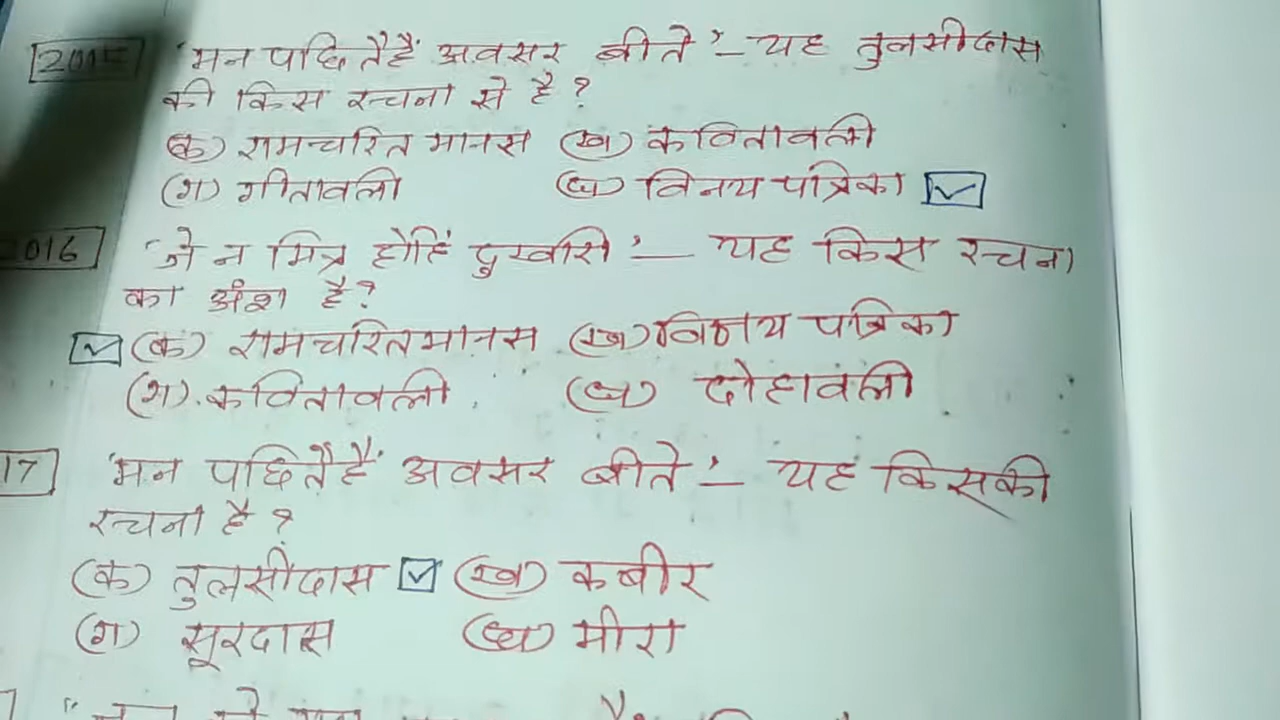 2015 'मन पछितैहैं अवसर बीते' – यह तुलसीदास
की किस रचना से है ?
(क) रामचरित मानस (ख) कवितावली
(ग) गीतावली (घ) विनय पत्रिका
2016 'जे न मित्र होहिं दुखारी' – यह किस रचना
का अंश है ?
(क) रामचरितमानस (ख) विनय पत्रिका
(ग) कवितावली (घ) दोहावली
17 'मन पछितैहैं अवसर बीते' – यह किसकी
रचना है ?
(क) तुलसीदास (ख) कबीर
(ग) सूरदास (घ) मीरा